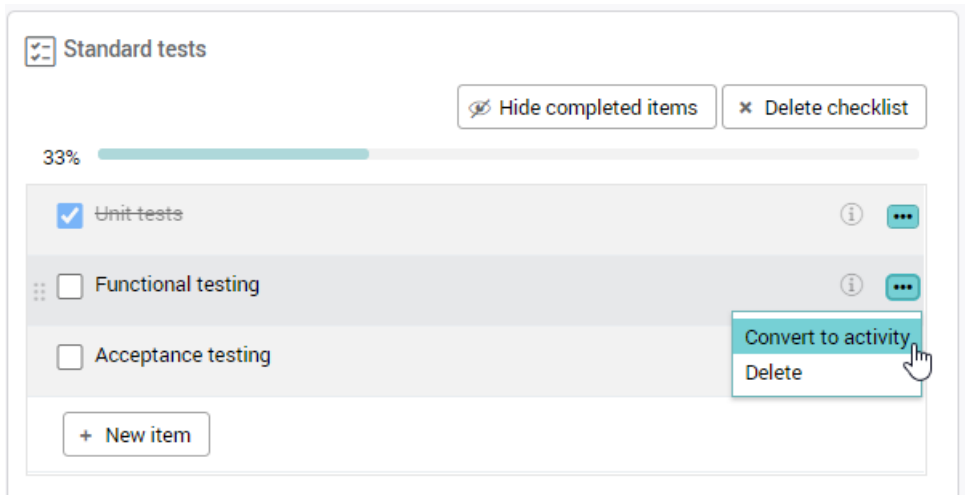 Standard tests
Hide completed items
Delete checklist
33%
Unit tests
Functional testing
Convert to activity
Acceptance testing
Delete
+ New item